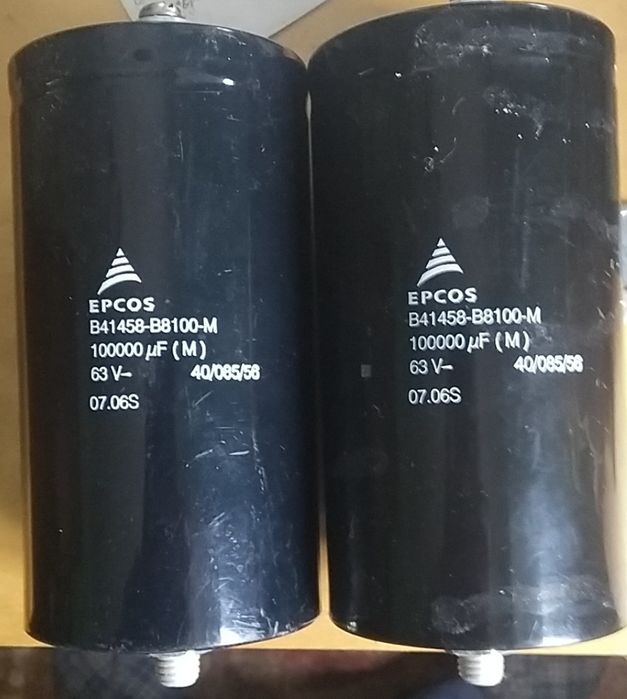 EPCOS
B41458-B8100-M
100000 µF (M)
63 V- 40/085/56
07.06S
EPCOS
B41458-B8100-M
100000 µF (M)
63 V- 40/085/56
07.06S